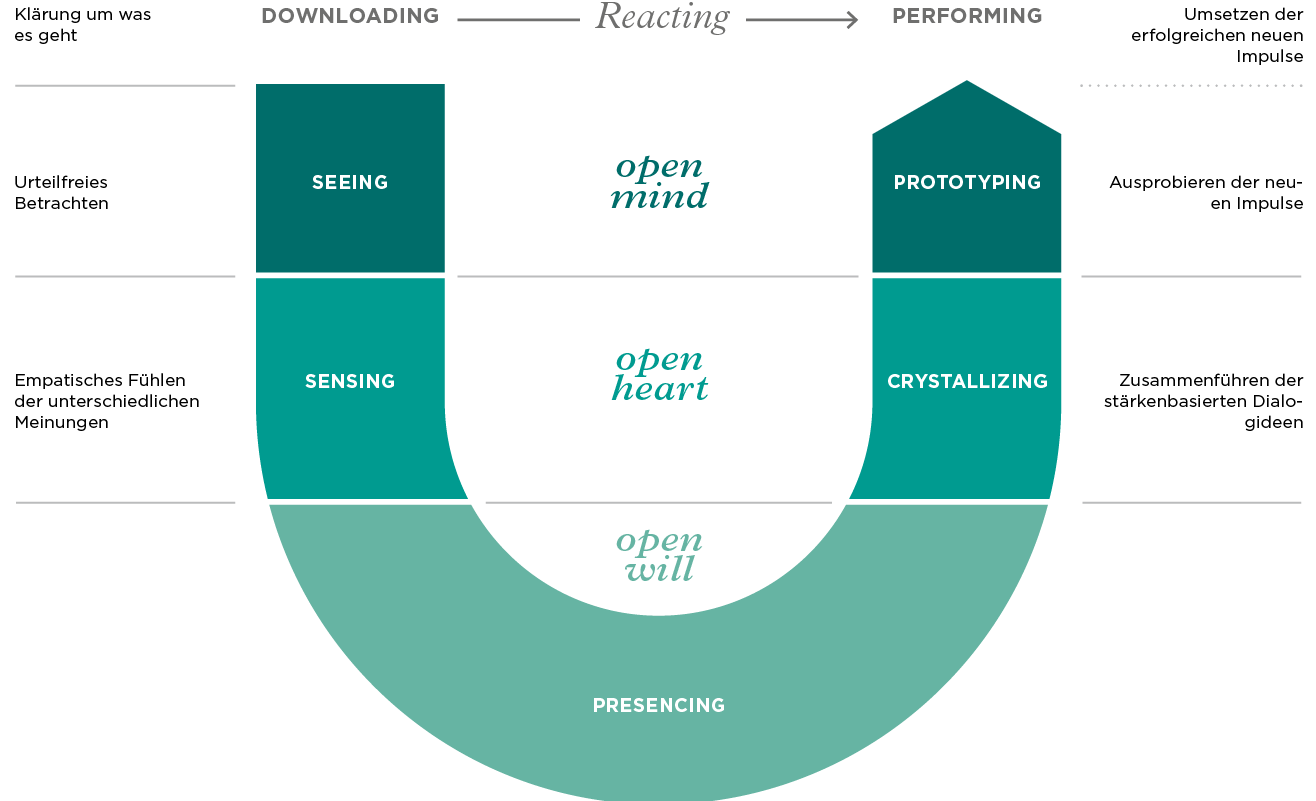 Klärung um was
es geht
DOWNLOADING
Reacting
PERFORMING
Umsetzen der
erfolgreichen neuen
Impulse
Urteilfreies
Betrachten
SEEING
open
mind
PROTOTYPING
Ausprobieren der neu-
en Impulse
Empatisches Fühlen
der unterschiedlichen
Meinungen
SENSING
open
heart
CRYSTALLIZING
Zusammenführen der
stärkenbasierten Dialo-
gideen
open
will
PRESENCING